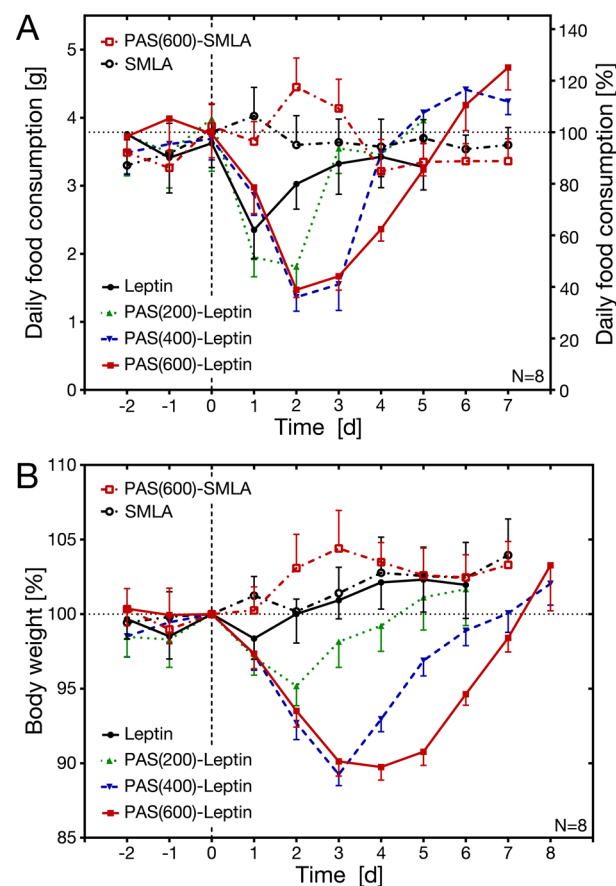 A
PAS(600)-SMLA
SMLA
Daily food consumption [g]
5
4
3
2
1
0
Daily food consumption [%]
140
120
100
80
60
40
20
0
Leptin
PAS(200)-Leptin
PAS(400)-Leptin
PAS(600)-Leptin
N=8
-2 -1 0 1 2 3 4 5 6 7
Time [d]
B
PAS(600)-SMLA
SMLA
Body weight [%]
110
105
100
95
90
85
Leptin
PAS(200)-Leptin
PAS(400)-Leptin
PAS(600)-Leptin
N=8
-2 -1 0 1 2 3 4 5 6 7 8
Time [d]